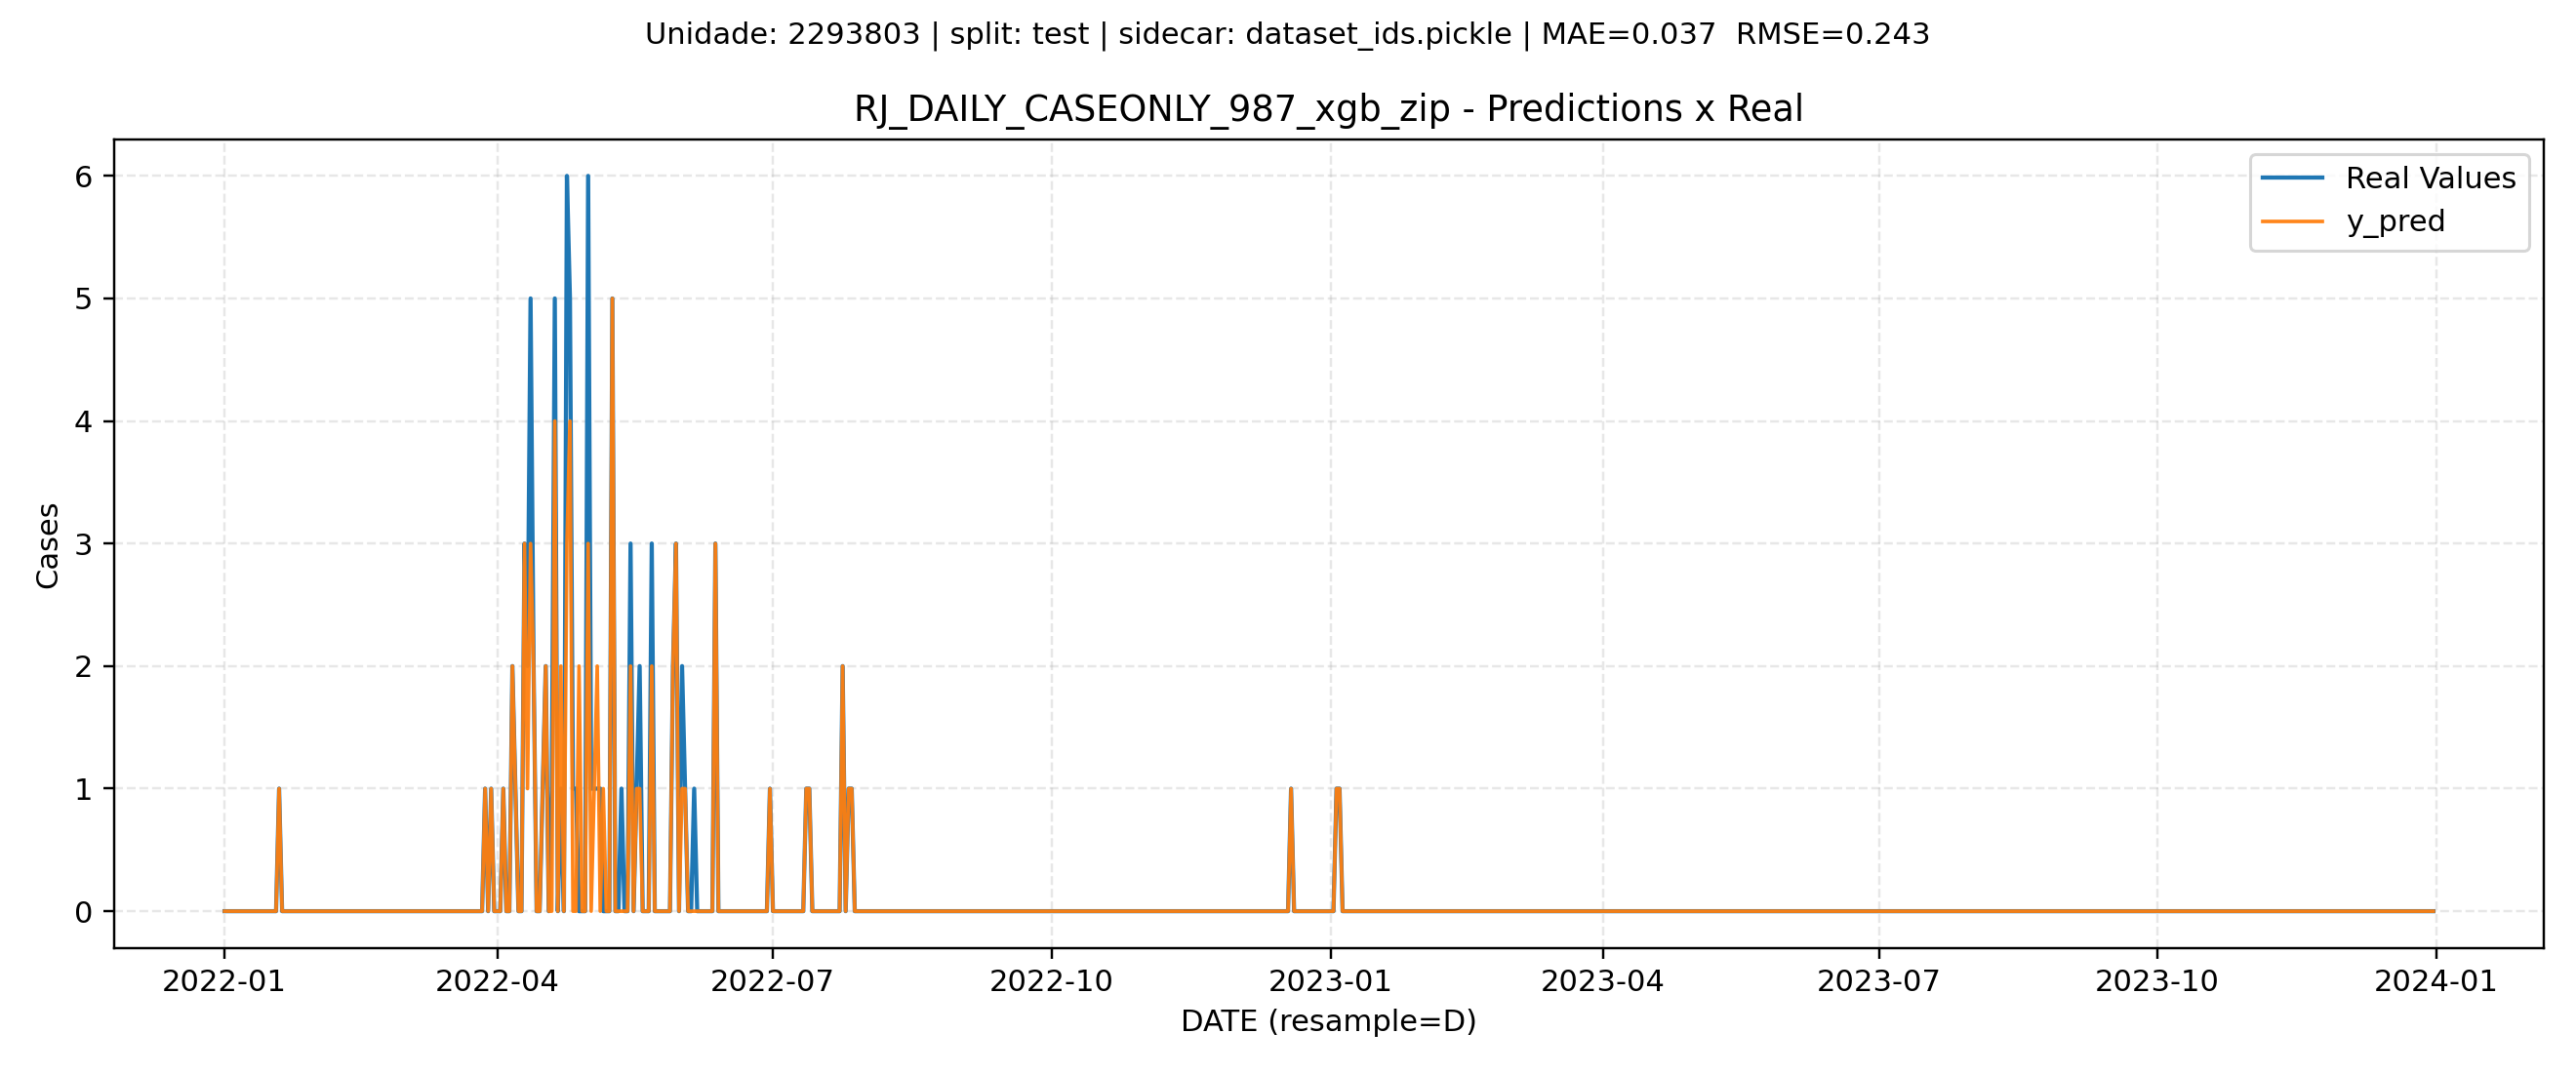 Unidade: 2293803 | split: test | sidecar: dataset_ids.pickle | MAE=0.037  RMSE=0.243
RJ_DAILY_CASEONLY_987_xgb_zip - Predictions x Real
Real Values
y_pred
6
5
4
3
2
1
0
Cases
2022-01
2022-04
2022-07
2022-10
2023-01
2023-04
2023-07
2023-10
2024-01
DATE (resample=D)